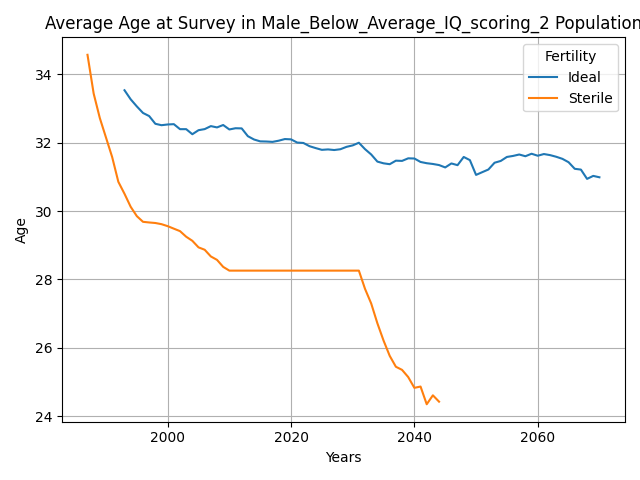 Average Age at Survey in Male_Below_Average_IQ_scoring_2 Population
Fertility
Ideal
Sterile
34
32
30
28
26
24
Age
2000
2020
2040
2060
Years